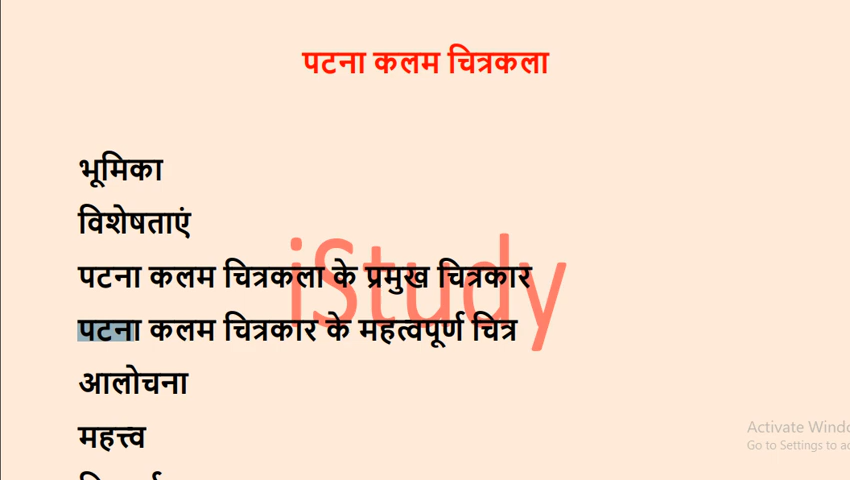 पटना कलम चित्रकला
भूमिका
विशेषताएं
पटना कलम चित्रकला के प्रमुख चित्रकार
पटना कलम चित्रकार के महत्वपूर्ण चित्र
iStudy
आलोचना
महत्त्व
Activate Windo
Go to Settings to ac